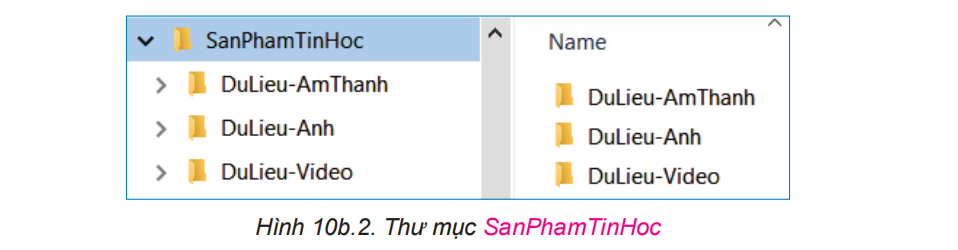 SanPhamTinHoc
DuLieu-AmThanh
DuLieu-Anh
DuLieu-Video
Name
DuLieu-AmThanh
DuLieu-Anh
DuLieu-Video
Hình 10b.2. Thư mục SanPhamTinHoc